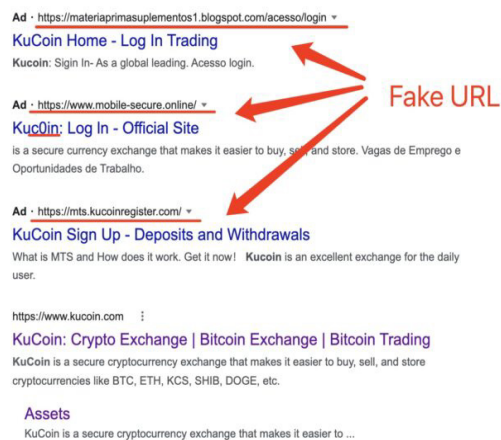 Ad · https://materiaprimasuplementos1.blogspot.com/acesso/login
KuCoin Home - Log In Trading
Kucoin: Sigin In- As a global leading. Acesso login.
Fake URL
Ad · https://www.mobile-secure.online/
Kuc0in: Log In - Official Site
is a secure currency exchange that makes it easier to buy, sell, and store. Vagas de Emprego e
Oportunidades de Trabalho.
Ad · https://mts.kucoinregister.com/
KuCoin Sign Up - Deposits and Withdrawals
What is MTS and How does it work. Get it now! Kucoin is an excellent exchange for the daily
user.
https://www.kucoin.com
KuCoin: Crypto Exchange | Bitcoin Exchange | Bitcoin Trading
KuCoin is a secure cryptocurrency exchange that makes it easier to buy, sell, and store
cryptocurrencies like BTC, ETH, KCS, SHIB, DOGE, etc.
Assets
KuCoin is a secure cryptocurrency exchange that makes it easier to ...